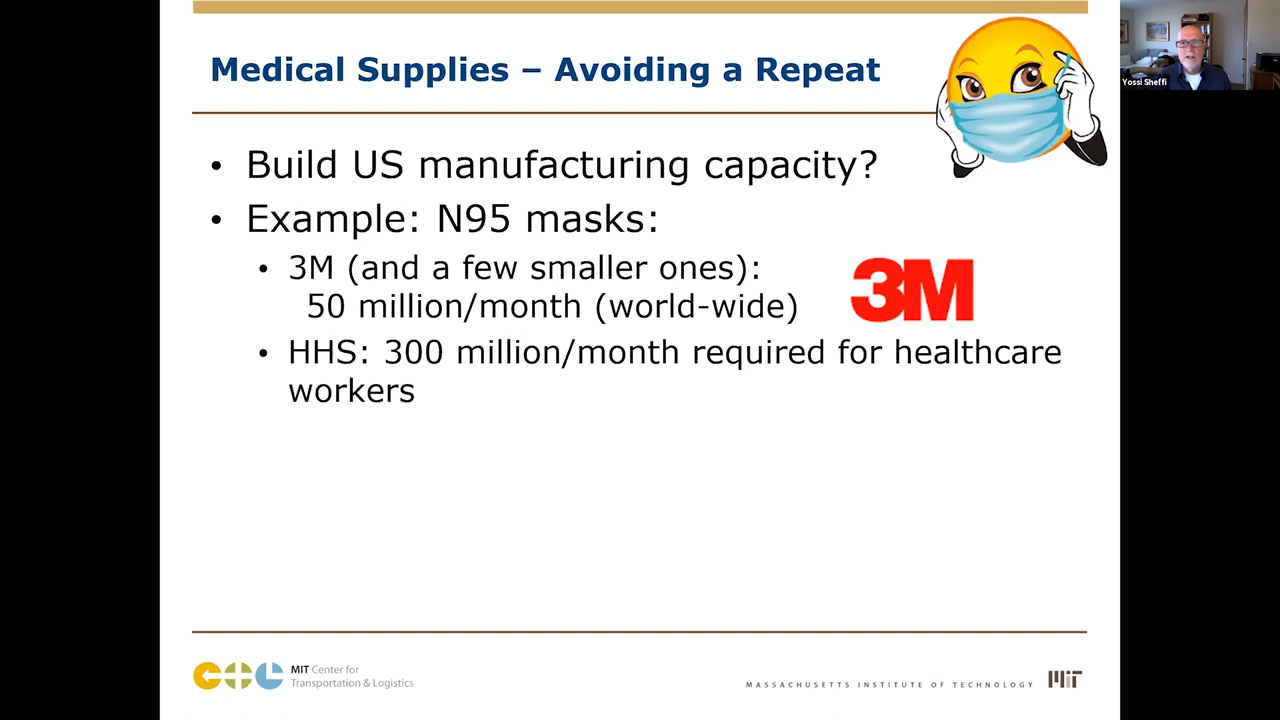 Medical Supplies – Avoiding a Repeat
Yossi Sheffi
• Build US manufacturing capacity?
• Example: N95 masks:
• 3M (and a few smaller ones):
50 million/month (world-wide)
3M
• HHS: 300 million/month required for healthcare
workers
MIT Center for
Transportation & Logistics
MASSACHUSETTS INSTITUTE OF TECHNOLOGY
MIT